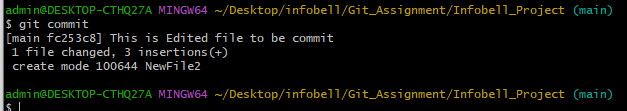 admin@DESKTOP-CTHQ27A MINGW64 ~/Desktop/infobell/Git_Assignment/Infobell_Project (main)
$ git commit
[main fc253c8] This is Edited file to be commit
 1 file changed, 3 insertions(+)
 create mode 100644 NewFile2
admin@DESKTOP-CTHQ27A MINGW64 ~/Desktop/infobell/Git_Assignment/Infobell_Project (main)
$